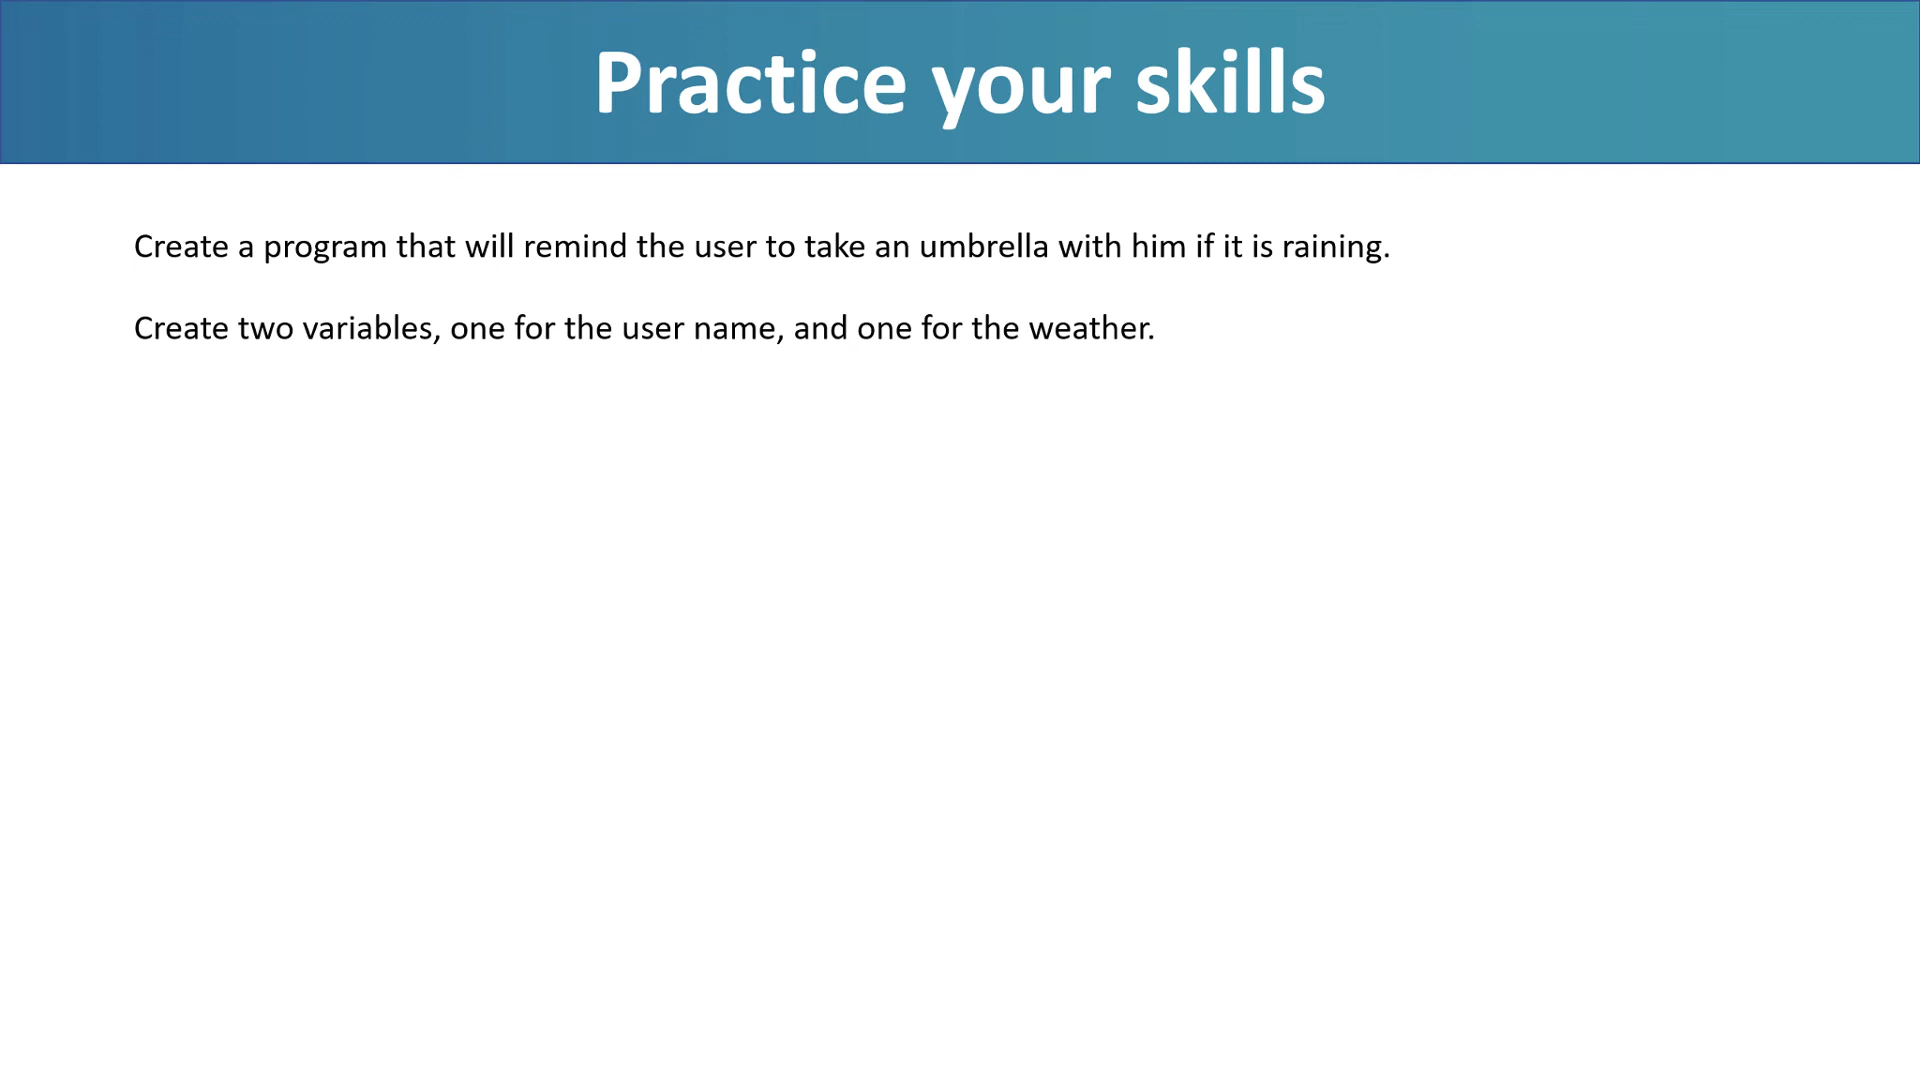 Practice your skills
Create a program that will remind the user to take an umbrella with him if it is raining.
Create two variables, one for the user name, and one for the weather.